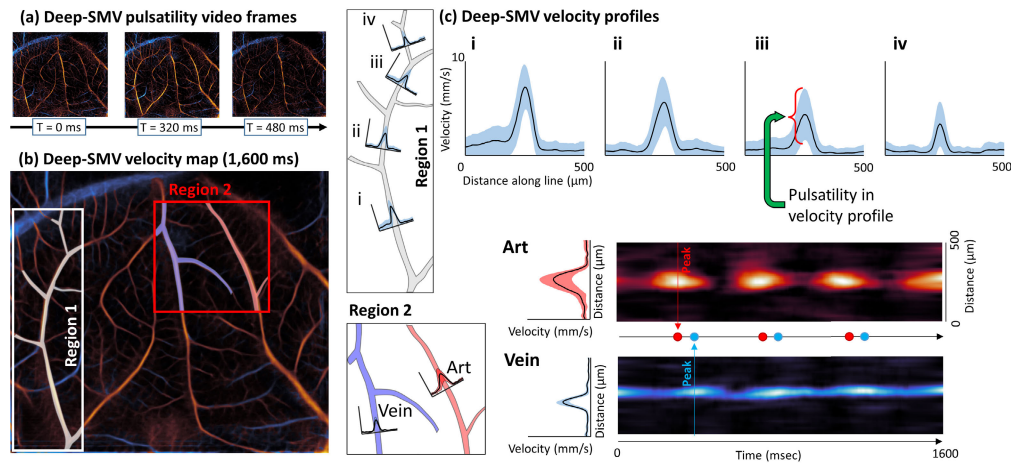 (a) Deep-SMV pulsatility video frames
T = 0 ms
T = 320 ms
T = 480 ms
(b) Deep-SMV velocity map (1,600 ms)
Region 2
Region 1
iv
iii
ii
i
Region 1
Region 2
Art
Vein
(c) Deep-SMV velocity profiles
i
ii
iii
iv
10
Velocity (mm/s)
0
500
500
500
500
Distance along line (μm)
Pulsatility in
velocity profile
Art
Velocity (mm/s)
Distance (μm)
Peak
500
Distance (μm)
0
Vein
Velocity (mm/s)
Distance (μm)
Peak
0
Time (msec)
1600